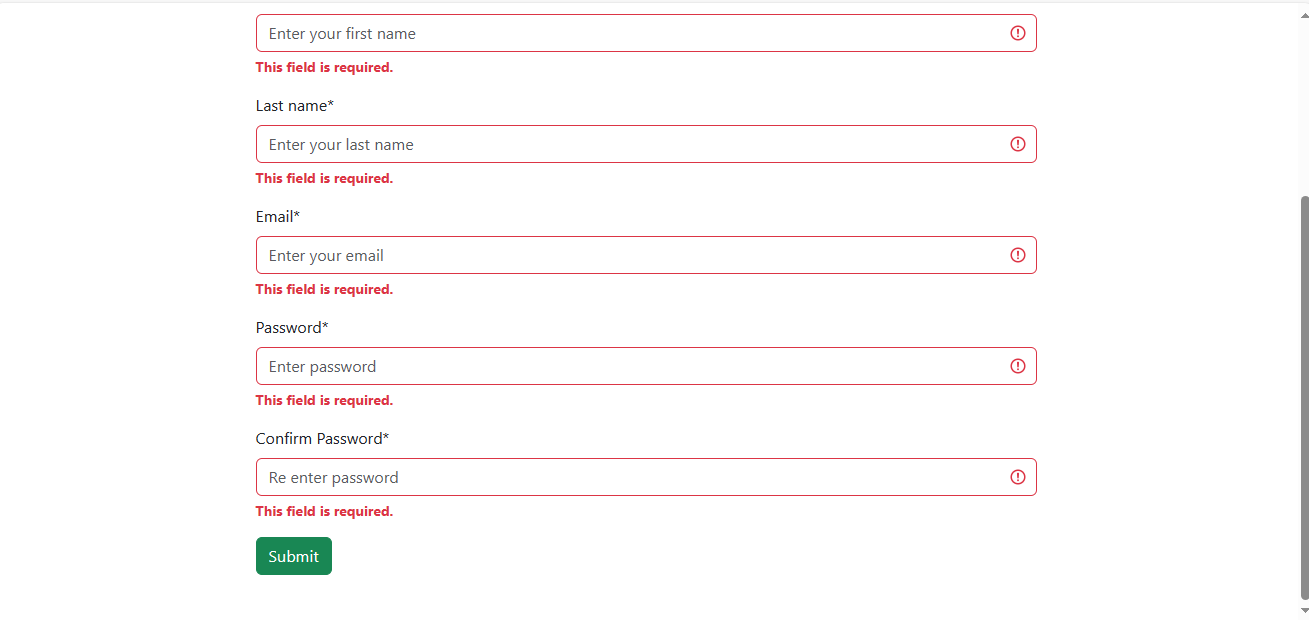 Enter your first name
This field is required.
Last name*
Enter your last name
This field is required.
Email*
Enter your email
This field is required.
Password*
Enter password
This field is required.
Confirm Password*
Re enter password
This field is required.
Submit